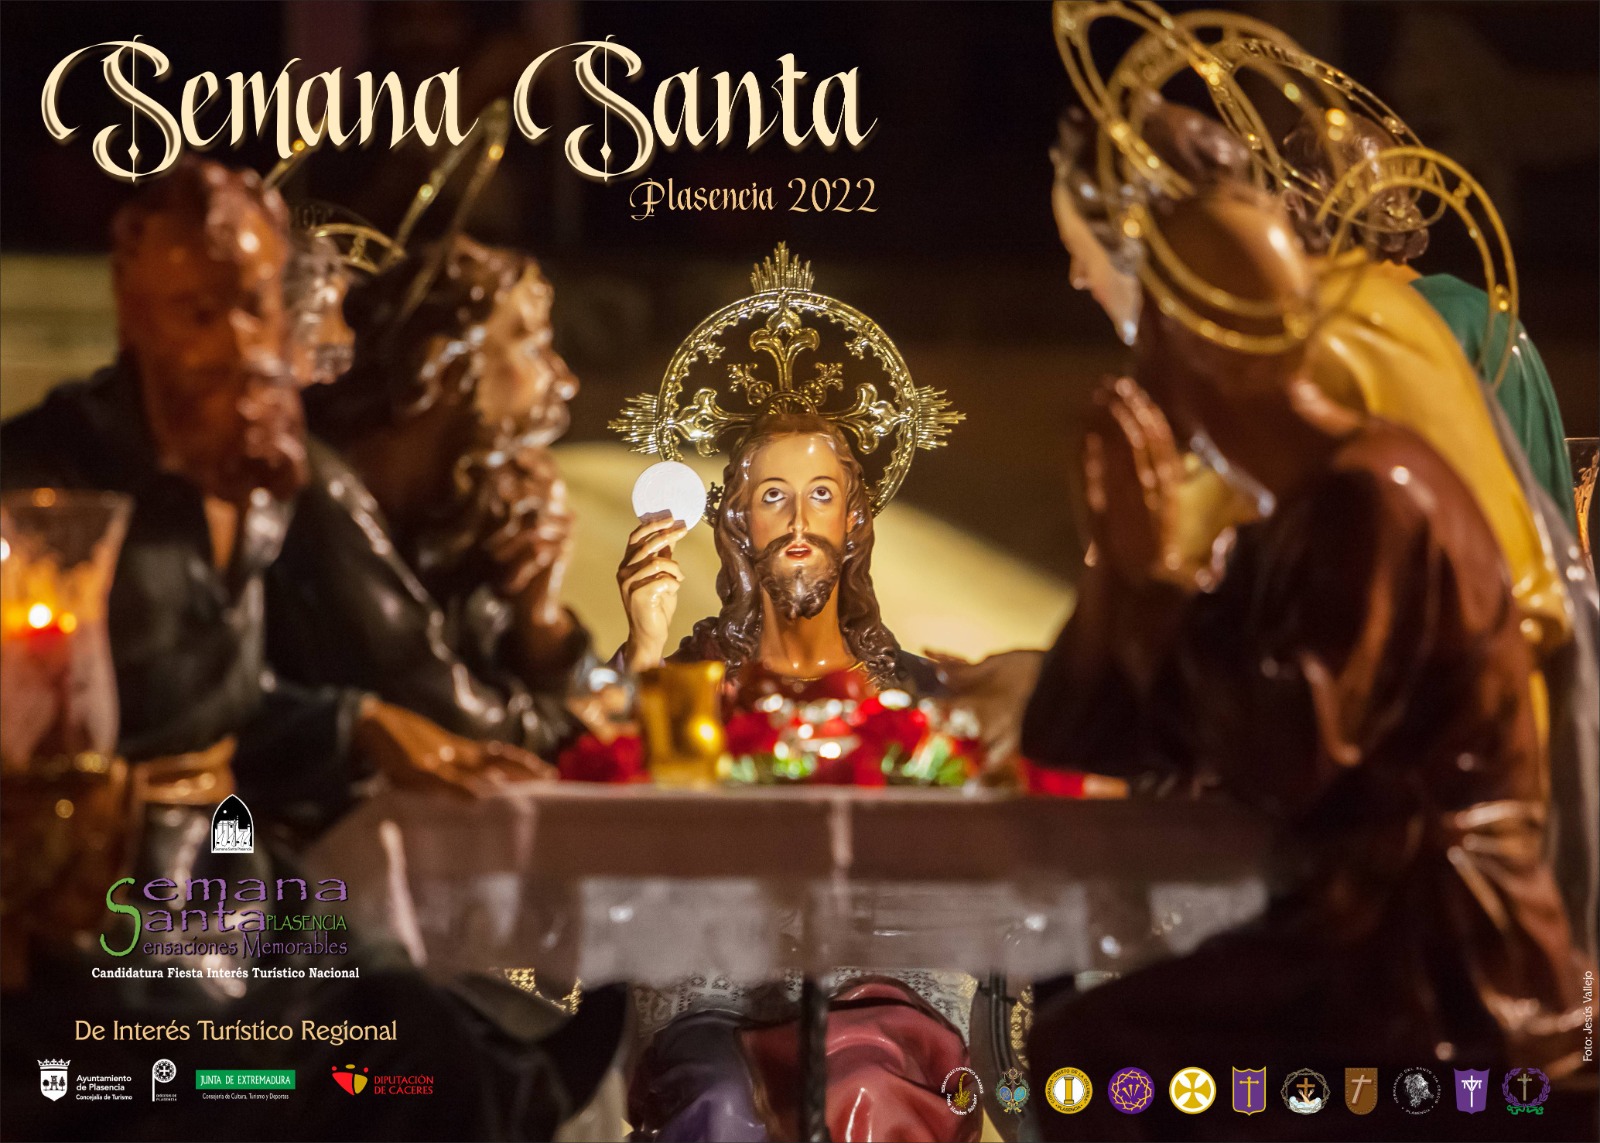 Semana Santa
Plasencia 2022
Semana Santa Plasencia
Semana
Santa PLASENCIA
Sensaciones Memorables
Candidatura Fiesta Interés Turístico Nacional
De Interés Turístico Regional
Ayuntamiento
de Plasencia
Concejalía de Turismo
JUNTA DE EXTREMADURA
Consejería de Cultura, Turismo y Deportes
DIPUTACIÓN
DE CÁCERES
Foto: Jesús Vallejo